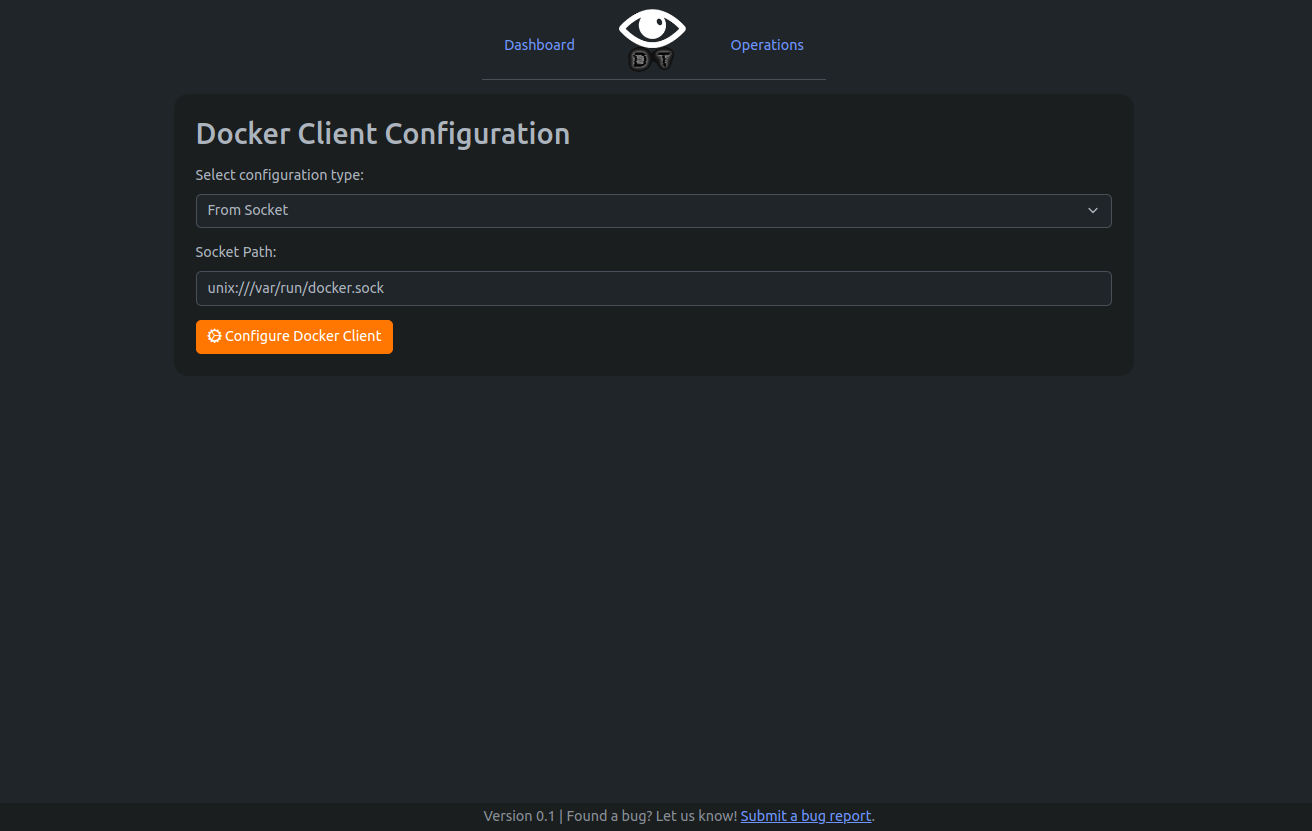 Dashboard
D T
Operations
Docker Client Configuration
Select configuration type:
From Socket
Socket Path:
unix:///var/run/docker.sock
Configure Docker Client
Version 0.1 | Found a bug? Let us know! Submit a bug report.